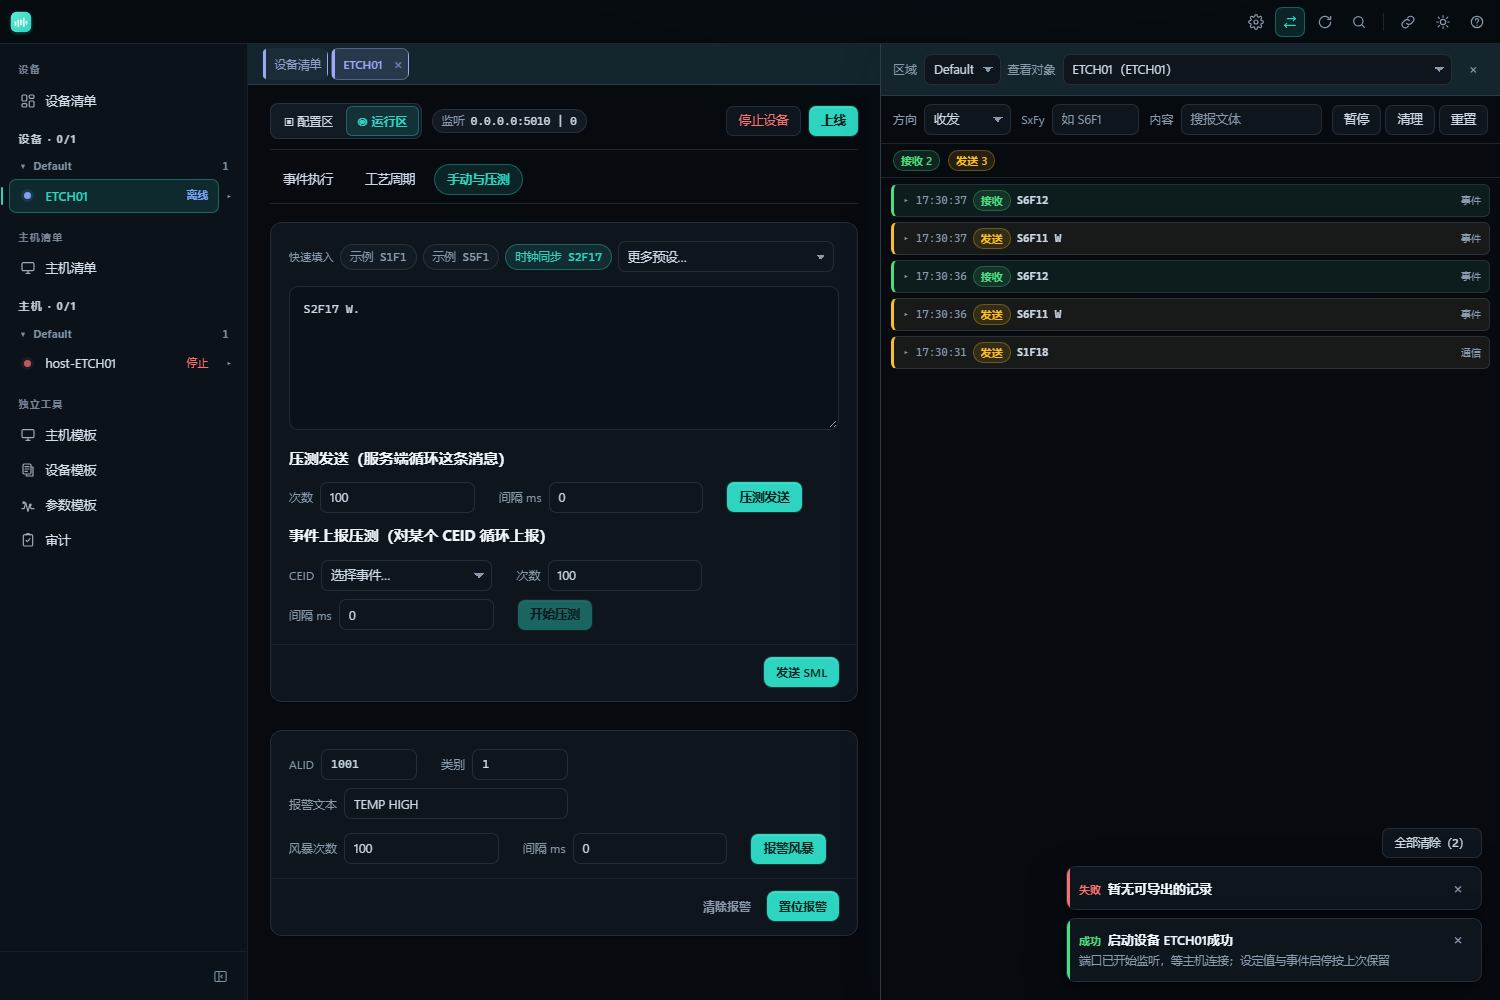 设备
设备清单
设备 · 0/1
Default 1
ETCH01 离线
主机清单
主机清单
主机 · 0/1
Default 1
host-ETCH01 停止
独立工具
主机模板
设备模板
参数模板
审计
设备清单 ETCH01 ×
配置区 运行区 监听 0.0.0.0:5010 | 0 停止设备 上线
事件执行 工艺周期 手动与压测
快速填入 示例 S1F1 示例 S5F1 时钟同步 S2F17 更多预设...
S2F17 W.
压测发送（服务端循环这条消息）
次数 100 间隔 ms 0 压测发送
事件上报压测（对某个 CEID 循环上报）
CEID 选择事件... 次数 100
间隔 ms 0 开始压测
发送 SML
ALID 1001 类别 1
报警文本 TEMP HIGH
风暴次数 100 间隔 ms 0 报警风暴
清除报警 置位报警
区域 Default 查看对象 ETCH01（ETCH01） ×
方向 收发 SxFy 如 S6F1 内容 搜报文体 暂停 清理 重置
接收 2 发送 3
17:30:37 接收 S6F12 事件
17:30:37 发送 S6F11 W 事件
17:30:36 接收 S6F12 事件
17:30:36 发送 S6F11 W 事件
17:30:31 发送 S1F18 通信
全部清除（2）
失败 暂无可导出的记录 ×
成功 启动设备 ETCH01成功 ×
端口已开始监听，等主机连接；设定值与事件启停按上次保留